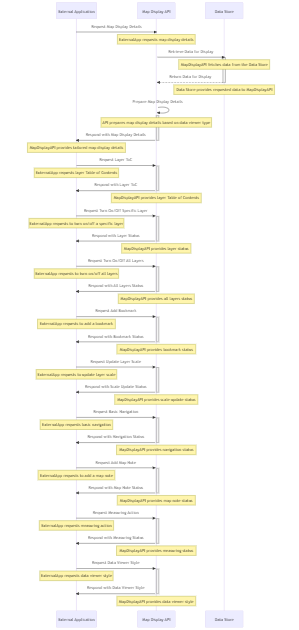 External Application
Map Display API
Data Store
Request Map Display Details
ExternalApp requests map display details
Retrieve Data for Display
MapDisplayAPI fetches data from the Data Store
Return Data for Display
Data Store provides requested data to MapDisplayAPI
Prepare Map Display Details
API prepares map display details based on data viewer type
Respond with Map Display Details
MapDisplayAPI provides tailored map display details
Request Layer ToC
ExternalApp requests layer Table of Contents
Respond with Layer ToC
MapDisplayAPI provides layer Table of Contents
Request Turn On/Off Specific Layer
ExternalApp requests to turn on/off a specific layer
Respond with Layer Status
MapDisplayAPI provides layer status
Request Turn On/Off All Layers
ExternalApp requests to turn on/off all layers
Respond with All Layers Status
MapDisplayAPI provides all layers status
Request Add Bookmark
ExternalApp requests to add a bookmark
Respond with Bookmark Status
MapDisplayAPI provides bookmark status
Request Update Layer Scale
ExternalApp requests to update layer scale
Respond with Scale Update Status
MapDisplayAPI provides scale update status
Request Basic Navigation
ExternalApp requests basic navigation
Respond with Navigation Status
MapDisplayAPI provides navigation status
Request Add Map Note
ExternalApp requests to add a map note
Respond with Map Note Status
MapDisplayAPI provides map note status
Request Measuring Action
ExternalApp requests measuring action
Respond with Measuring Status
MapDisplayAPI provides measuring status
Request Data Viewer Style
ExternalApp requests data viewer style
Respond with Data Viewer Style
MapDisplayAPI provides data viewer style
External Application
Map Display API
Data Store